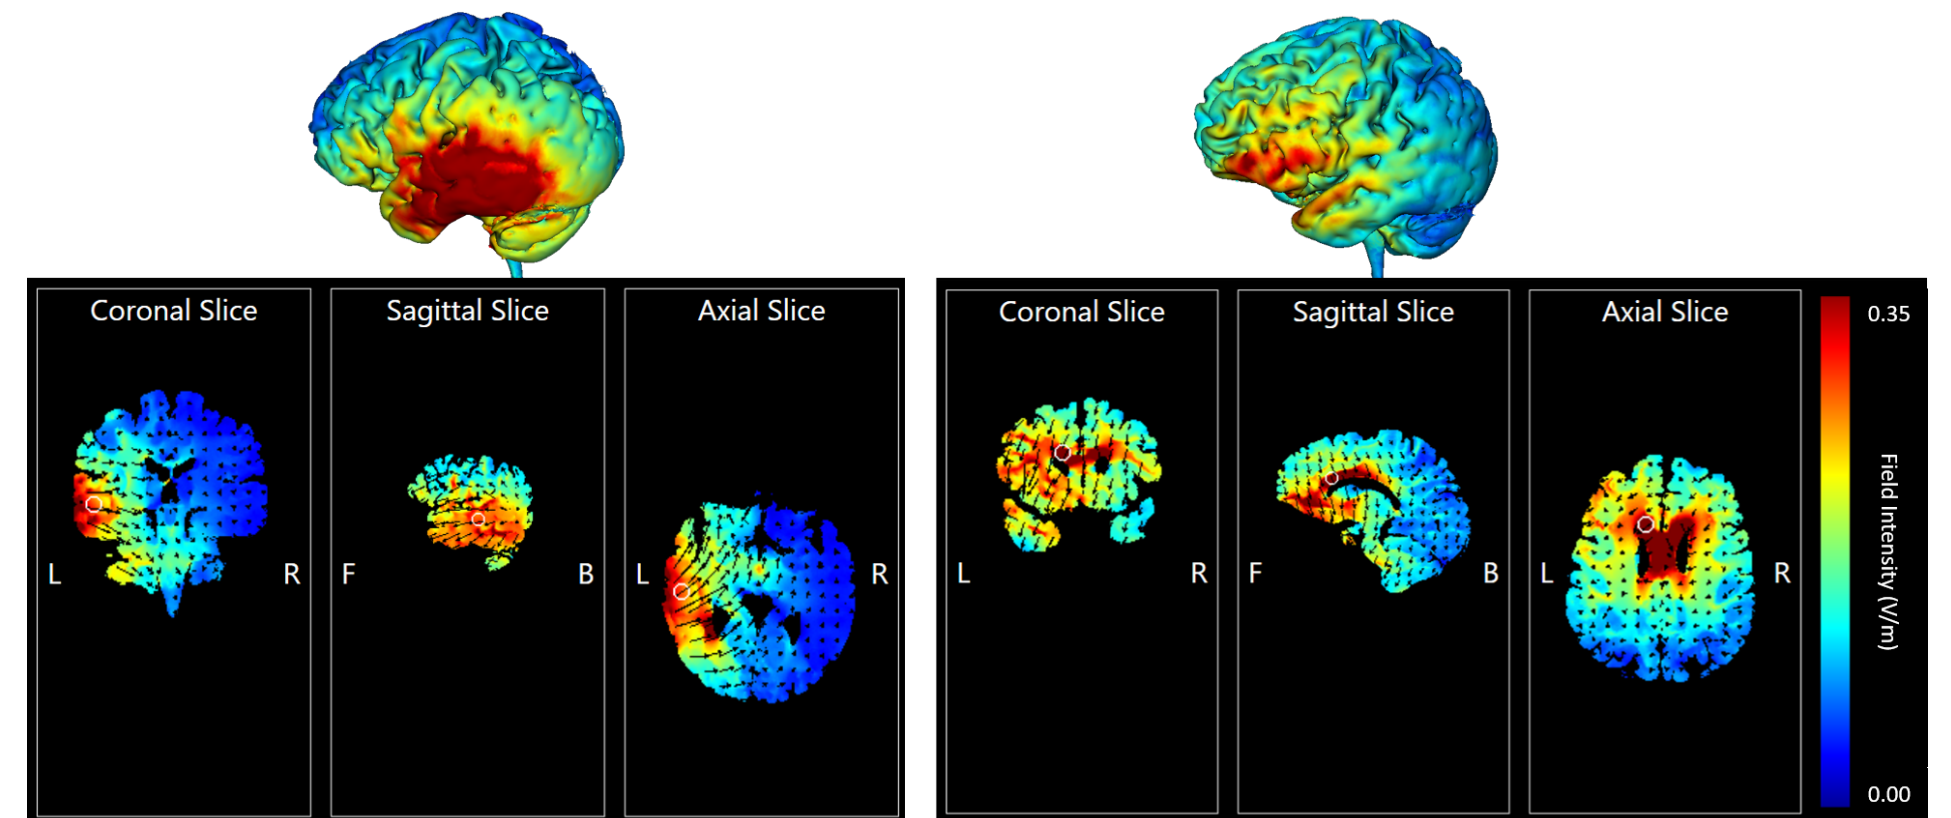 Coronal Slice
Sagittal Slice
Axial Slice
L
R
F
B
L
R
Coronal Slice
Sagittal Slice
Axial Slice
L
R
F
B
L
R
0.35
Field Intensity (V/m)
0.00